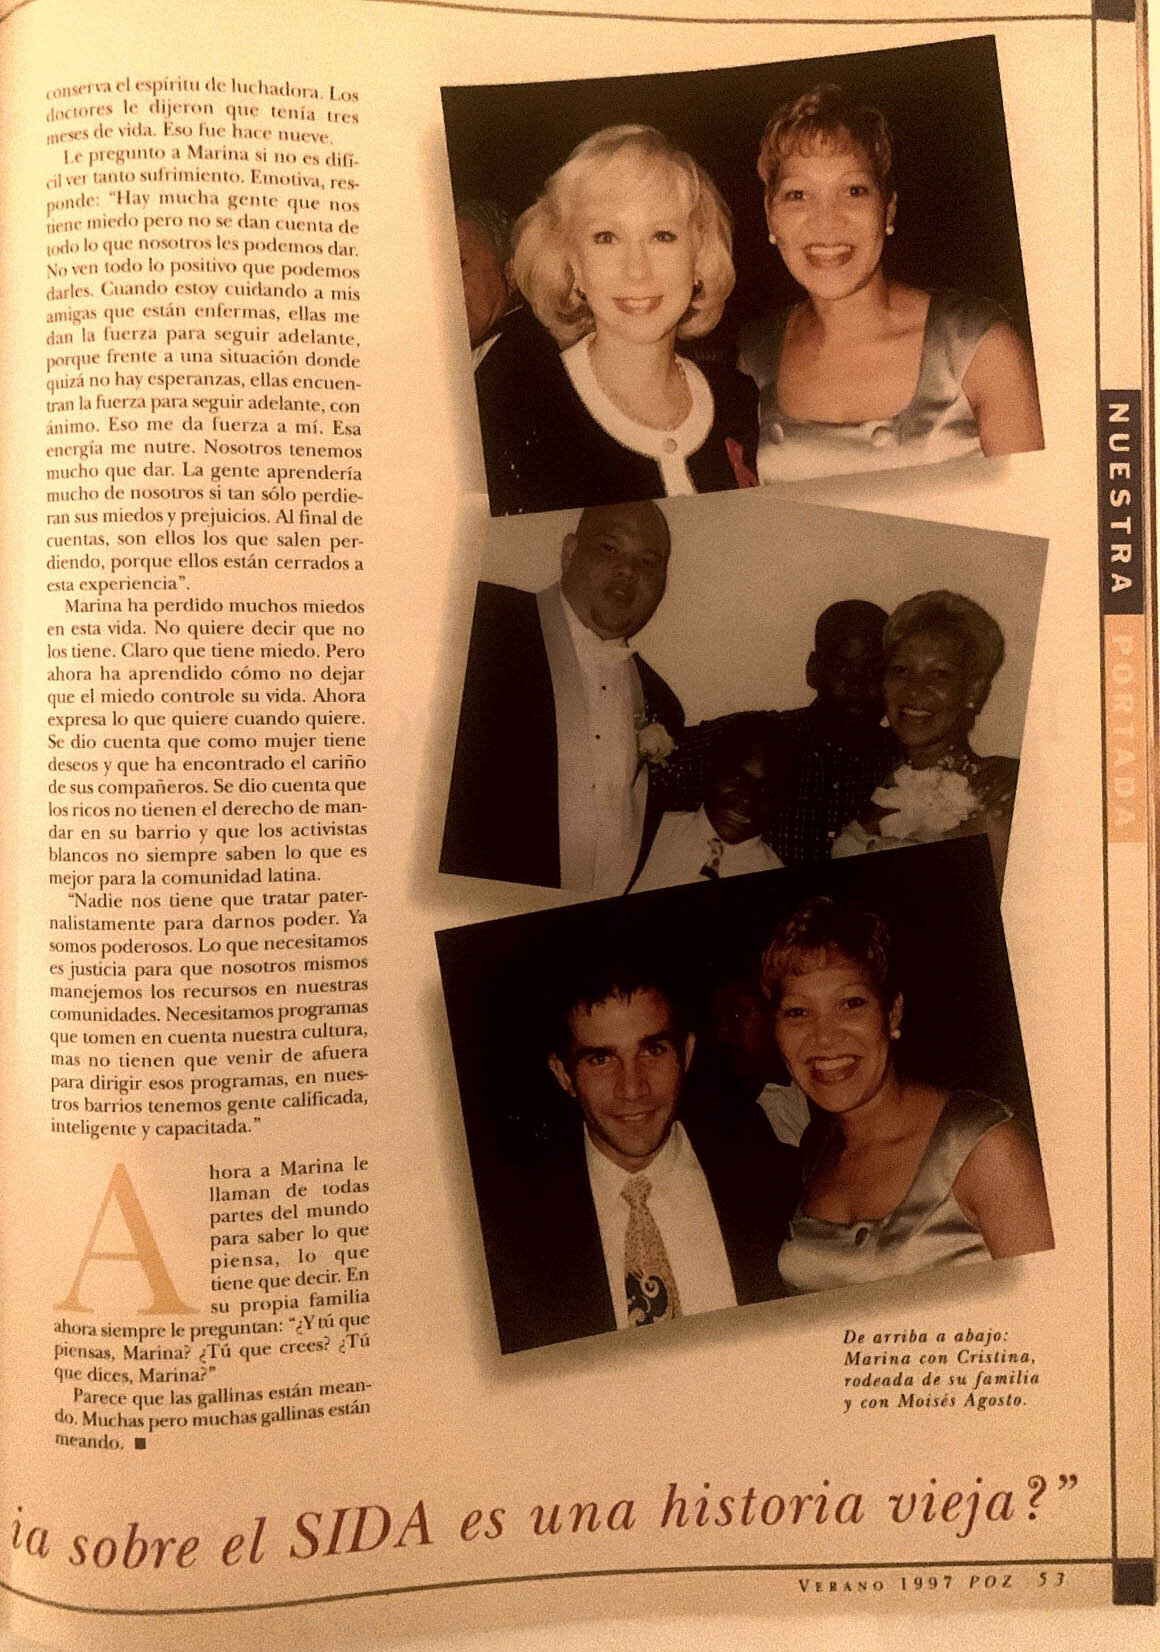 conserva el espíritu de luchadora. Los
doctores le dijeron que tenía tres
meses de vida. Eso fue hace nueve.
Le pregunto a Marina si no es difí-
cil ver tanto sufrimiento. Emotiva, res-
ponde: “Hay mucha gente que nos
tiene miedo pero no se dan cuenta de
todo lo que nosotros les podemos dar.
No ven todo lo positivo que podemos
darles. Cuando estoy cuidando a mis
amigas que están enfermas, ellas me
dan la fuerza para seguir adelante,
porque frente a una situación donde
quizá no hay esperanzas, ellas encuen-
tran la fuerza para seguir adelante, con
ánimo. Eso me da fuerza a mí. Esa
energía me nutre. Nosotros tenemos
mucho que dar. La gente aprendería
mucho de nosotros si tan sólo perdie-
ran sus miedos y prejuicios. Al final de
cuentas, son ellos los que salen per-
diendo, porque ellos están cerrados a
esta experiencia”.
Marina ha perdido muchos miedos
en esta vida. No quiere decir que no
los tiene. Claro que tiene miedo. Pero
ahora ha aprendido cómo no dejar
que el miedo controle su vida. Ahora
expresa lo que quiere cuando quiere.
Se dio cuenta que como mujer tiene
deseos y que ha encontrado el cariño
de sus compañeros. Se dio cuenta que
los ricos no tienen el derecho de man-
dar en su barrio y que los activistas
blancos no siempre saben lo que es
mejor para la comunidad latina.
“Nadie nos tiene que tratar pater-
nalistamente para darnos poder. Ya
somos poderosos. Lo que necesitamos
es justicia para que nosotros mismos
manejemos los recursos en nuestras
comunidades. Necesitamos programas
que tomen en cuenta nuestra cultura,
mas no tienen que venir de afuera
para dirigir esos programas, en nues-
tros barrios tenemos gente calificada,
inteligente y capacitada.”
Ahora a Marina le
llaman de todas
partes del mundo
para saber lo que
piensa, lo que
tiene que decir. En
su propia familia
ahora siempre le preguntan: “¿Y tú que
piensas, Marina? ¿Tú que crees? ¿Tú
que dices, Marina?”
Parece que las gallinas están mean-
do. Muchas pero muchas gallinas están
meando. ■
De arriba a abajo:
Marina con Cristina,
rodeada de su familia
y con Moisés Agosto.
NUESTRA PORTADA
ia sobre el SIDA es una historia vieja?”
VERANO 1997 POZ 53